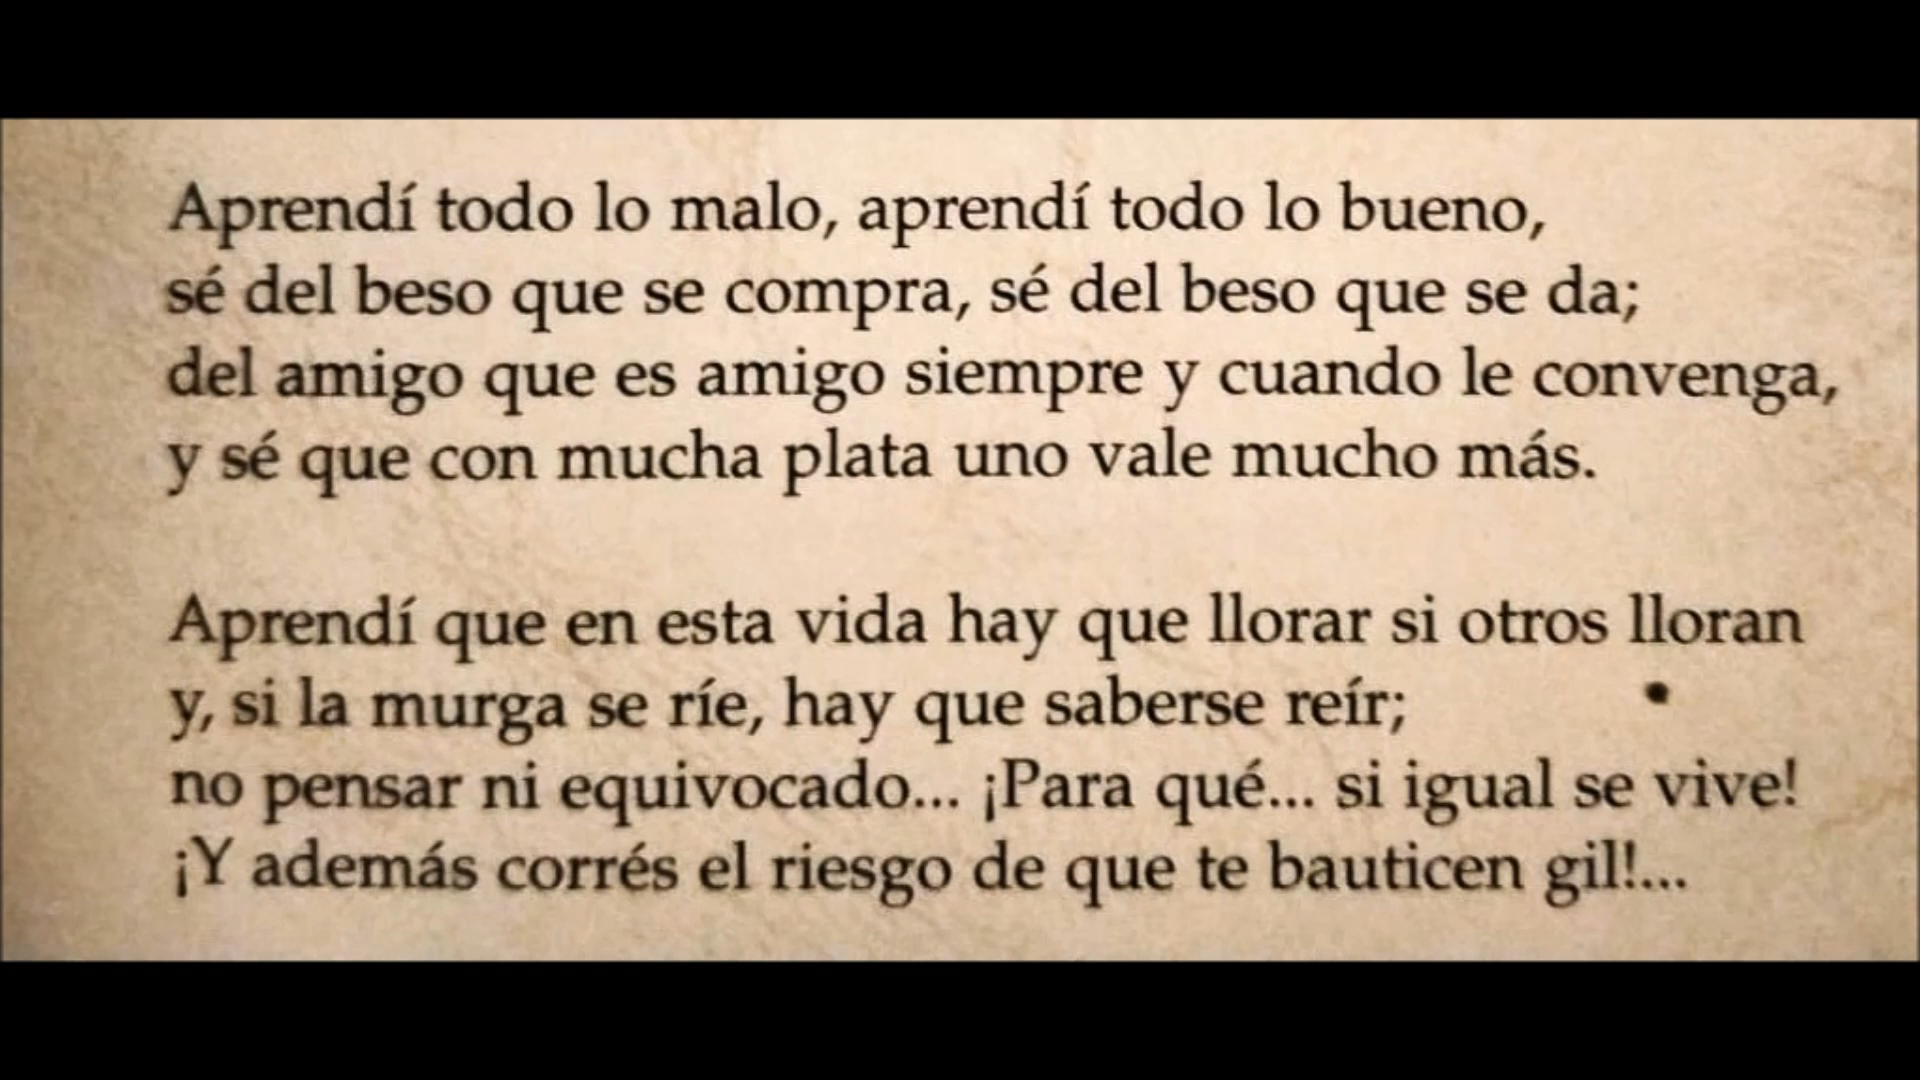 Aprendí todo lo malo, aprendí todo lo bueno,
sé del beso que se compra, sé del beso que se da;
del amigo que es amigo siempre y cuando le convenga,
y sé que con mucha plata uno vale mucho más.
Aprendí que en esta vida hay que llorar si otros lloran
y, si la murga se ríe, hay que saberse reír;
no pensar ni equivocado... ¡Para qué... si igual se vive!
¡Y además corrés el riesgo de que te bauticen gil!...